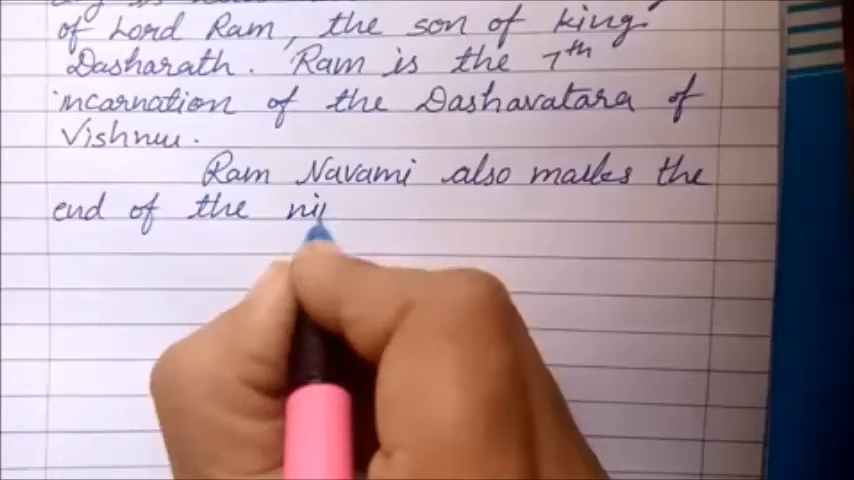 of Lord Ram, the son of king
Dasharath. Ram is the 7th
incarnation of the Dashavatara of
Vishnu.
Ram Navami also marks the
end of the ni